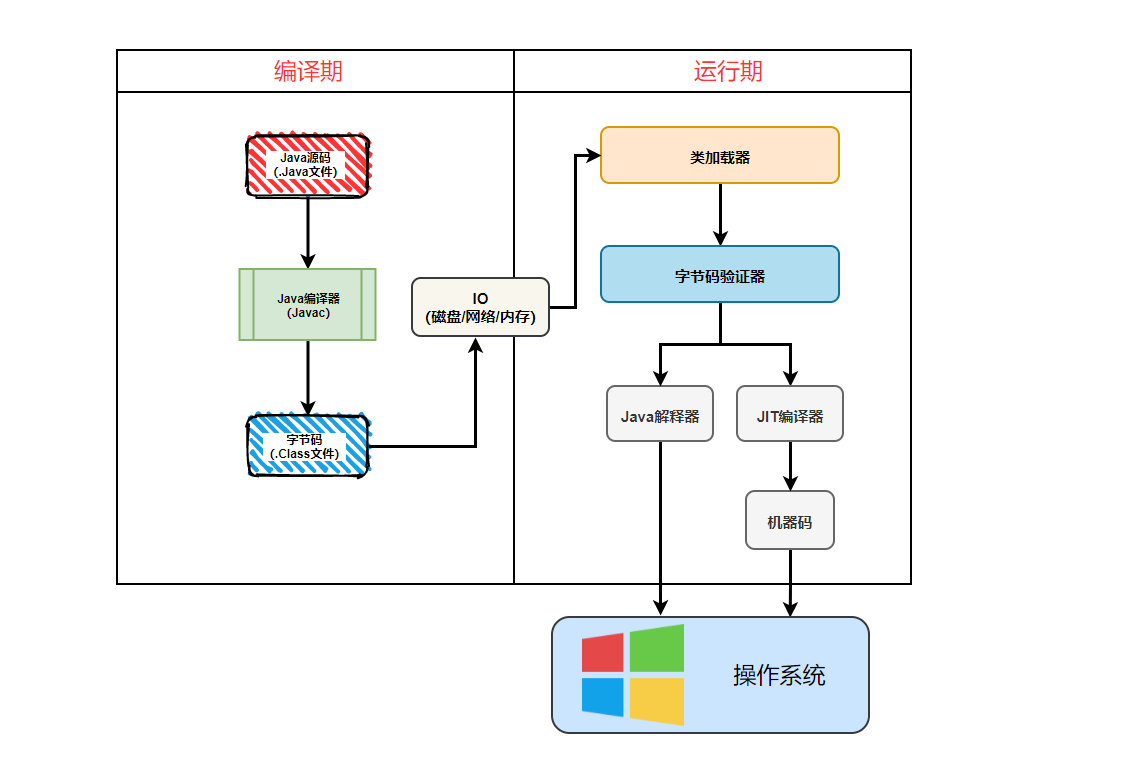 编译期
运行期
Java源码
(.Java文件)
类加载器
Java编译器
(Javac)
字节码验证器
IO
(磁盘/网络/内存)
字节码
(.Class文件)
Java解释器
JIT编译器
机器码
操作系统